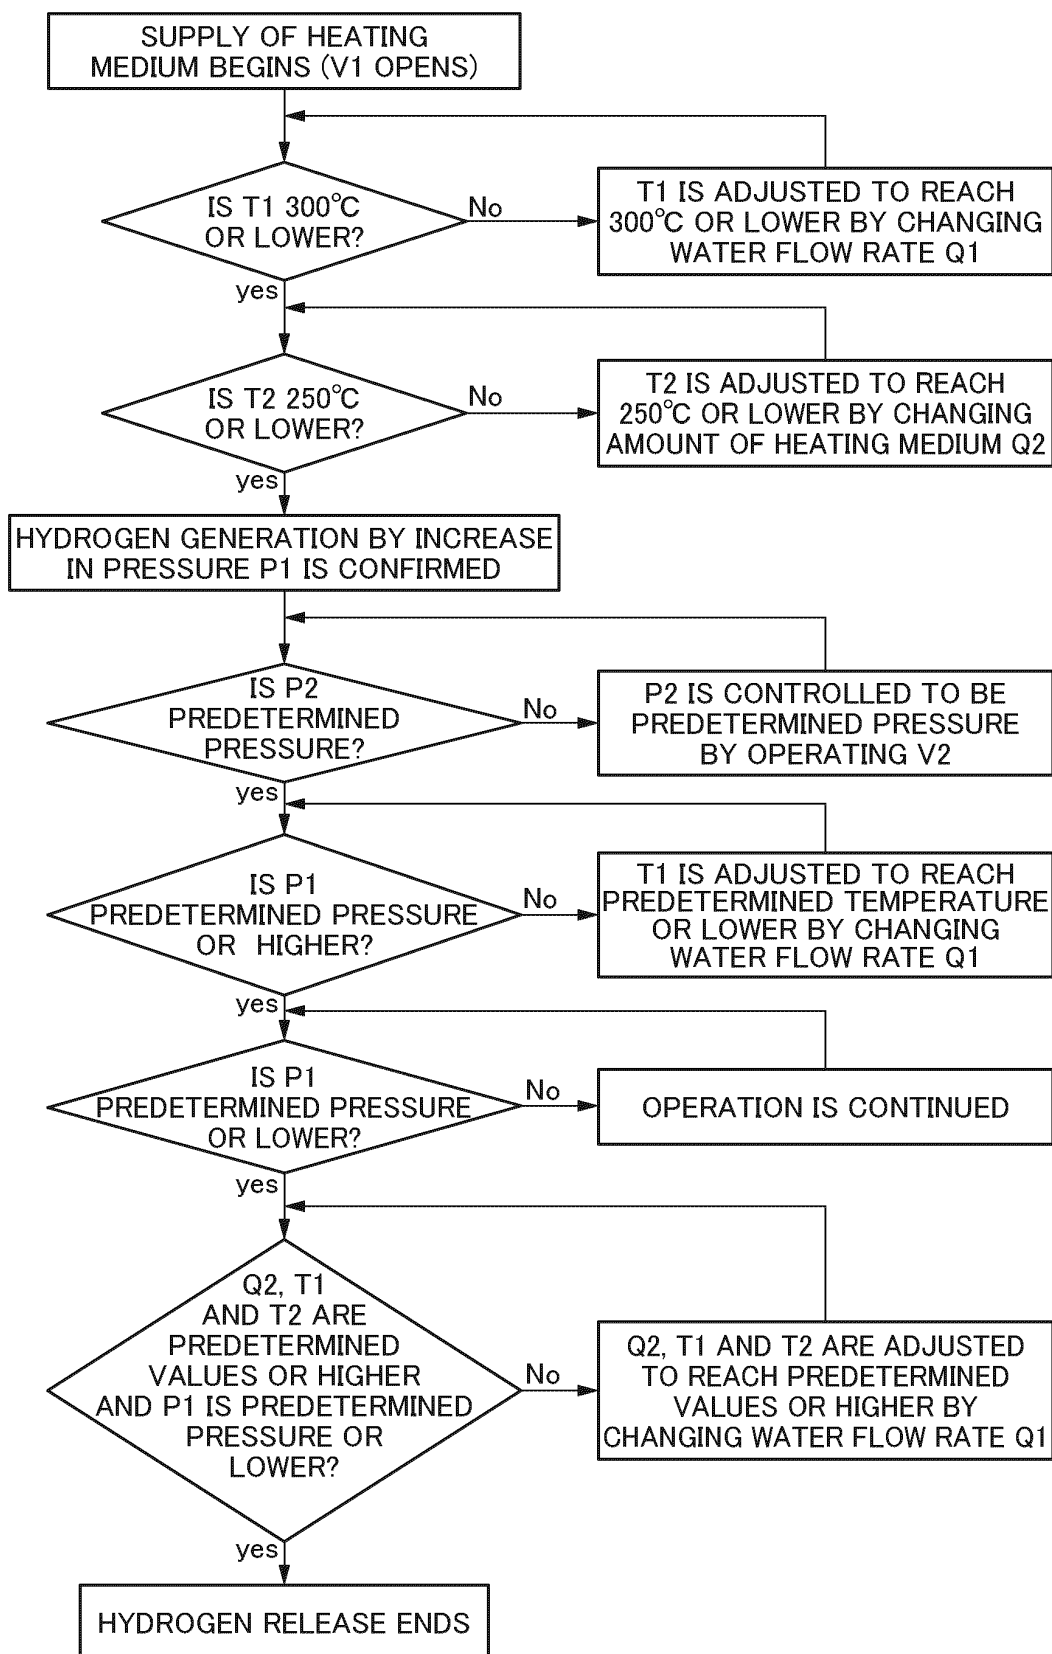 SUPPLY OF HEATING
MEDIUM BEGINS (V1 OPENS)
IS T1 300°C
OR LOWER?
No
T1 IS ADJUSTED TO REACH
300°C OR LOWER BY CHANGING
WATER FLOW RATE Q1
yes
IS T2 250°C
OR LOWER?
No
T2 IS ADJUSTED TO REACH
250°C OR LOWER BY CHANGING
AMOUNT OF HEATING MEDIUM Q2
yes
HYDROGEN GENERATION BY INCREASE
IN PRESSURE P1 IS CONFIRMED
IS P2
PREDETERMINED
PRESSURE?
No
P2 IS CONTROLLED TO BE
PREDETERMINED PRESSURE
BY OPERATING V2
yes
IS P1
PREDETERMINED PRESSURE
OR HIGHER?
No
T1 IS ADJUSTED TO REACH
PREDETERMINED TEMPERATURE
OR LOWER BY CHANGING
WATER FLOW RATE Q1
yes
IS P1
PREDETERMINED PRESSURE
OR LOWER?
No
OPERATION IS CONTINUED
yes
Q2, T1
AND T2 ARE
PREDETERMINED
VALUES OR HIGHER
AND P1 IS PREDETERMINED
PRESSURE OR
LOWER?
No
Q2, T1 AND T2 ARE ADJUSTED
TO REACH PREDETERMINED
VALUES OR HIGHER BY
CHANGING WATER FLOW RATE Q1
yes
HYDROGEN RELEASE ENDS